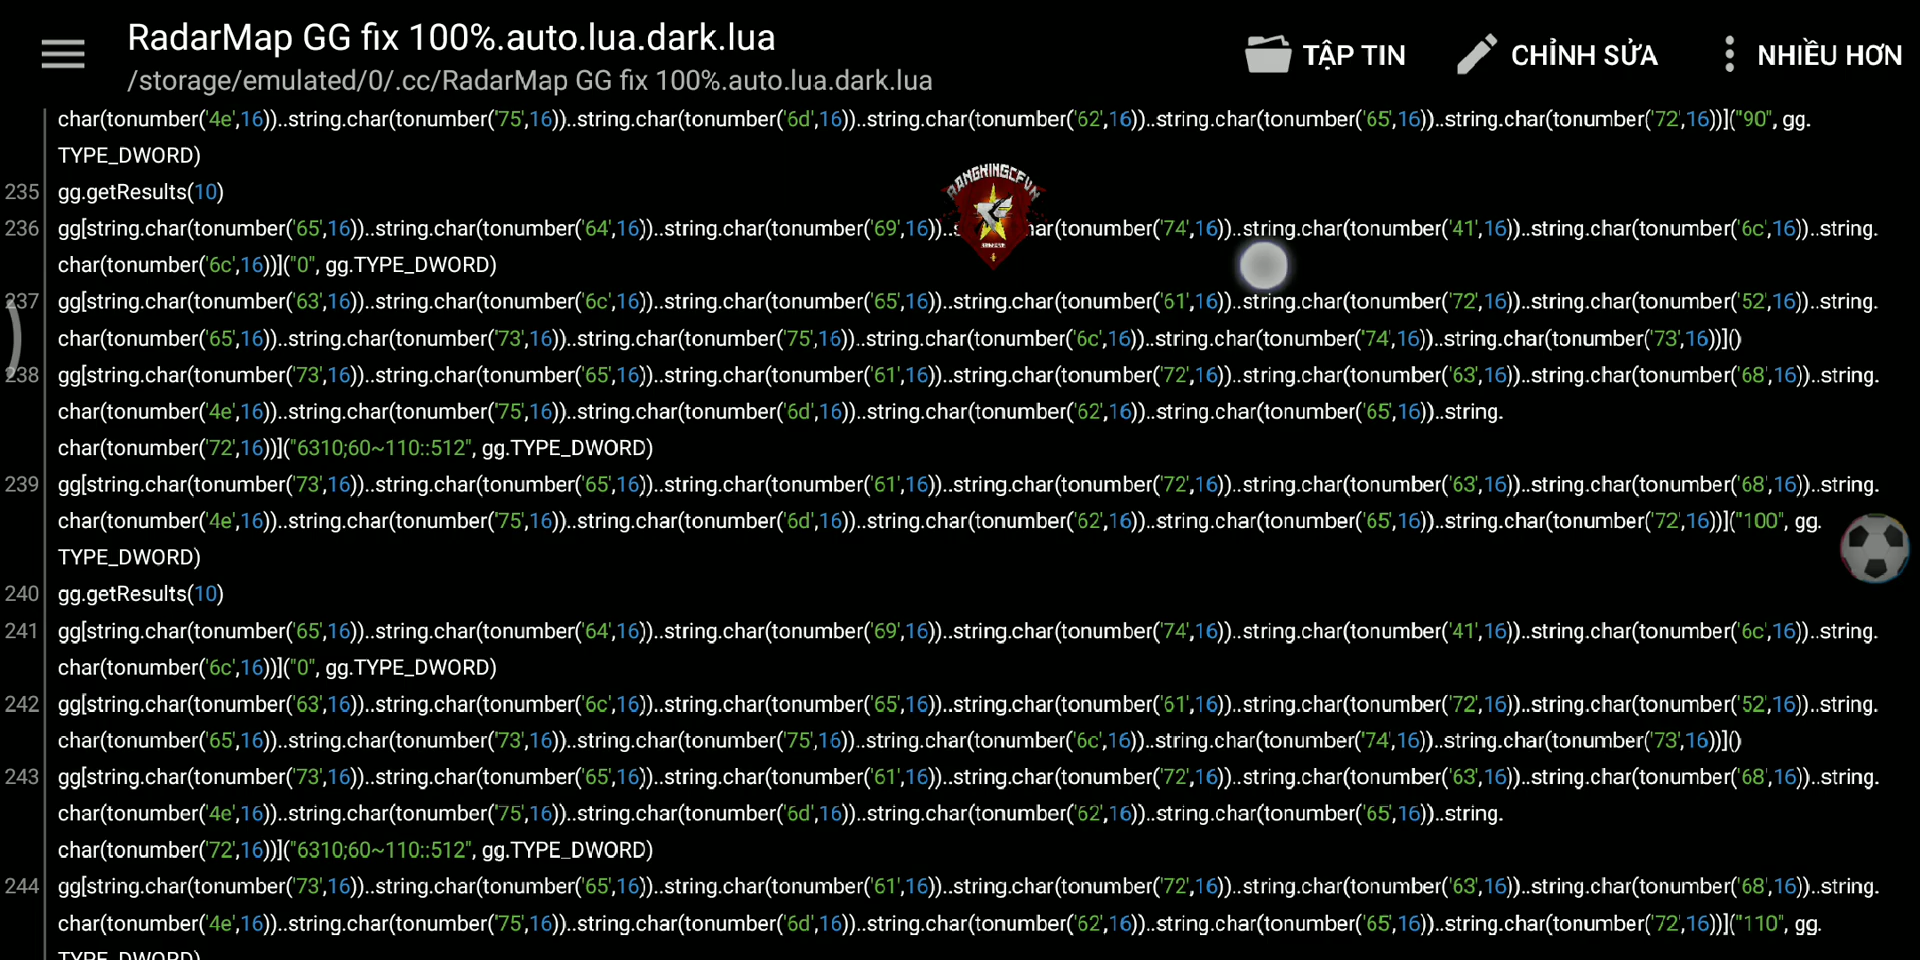 RadarMap GG fix 100%.auto.lua.dark.lua
/storage/emulated/0/.cc/RadarMap GG fix 100%.auto.lua.dark.lua
TẬP TIN
CHỈNH SỬA
NHIỀU HƠN
char(tonumber('4e',16))..string.char(tonumber('75',16))..string.char(tonumber('6d',16))..string.char(tonumber('62',16))..string.char(tonumber('65',16))..string.char(tonumber('72',16))]("90", gg.
TYPE_DWORD)
235 gg.getResults(10)
236 gg[string.char(tonumber('65',16))..string.char(tonumber('64',16))..string.char(tonumber('69',16))..s ar(tonumber('74',16))..string.char(tonumber('41',16))..string.char(tonumber('6c',16))..string.
RANGKINGCFVN
char(tonumber('6c',16))]("0", gg.TYPE_DWORD)
237 gg[string.char(tonumber('63',16))..string.char(tonumber('6c',16))..string.char(tonumber('65',16))..string.char(tonumber('61',16))..string.char(tonumber('72',16))..string.char(tonumber('52',16))..string.
char(tonumber('65',16))..string.char(tonumber('73',16))..string.char(tonumber('75',16))..string.char(tonumber('6c',16))..string.char(tonumber('74',16))..string.char(tonumber('73',16))]()
238 gg[string.char(tonumber('73',16))..string.char(tonumber('65',16))..string.char(tonumber('61',16))..string.char(tonumber('72',16))..string.char(tonumber('63',16))..string.char(tonumber('68',16))..string.
char(tonumber('4e',16))..string.char(tonumber('75',16))..string.char(tonumber('6d',16))..string.char(tonumber('62',16))..string.char(tonumber('65',16))..string.
char(tonumber('72',16))]("6310;60~110::512", gg.TYPE_DWORD)
239 gg[string.char(tonumber('73',16))..string.char(tonumber('65',16))..string.char(tonumber('61',16))..string.char(tonumber('72',16))..string.char(tonumber('63',16))..string.char(tonumber('68',16))..string.
char(tonumber('4e',16))..string.char(tonumber('75',16))..string.char(tonumber('6d',16))..string.char(tonumber('62',16))..string.char(tonumber('65',16))..string.char(tonumber('72',16))]("100", gg.
TYPE_DWORD)
240 gg.getResults(10)
241 gg[string.char(tonumber('65',16))..string.char(tonumber('64',16))..string.char(tonumber('69',16))..string.char(tonumber('74',16))..string.char(tonumber('41',16))..string.char(tonumber('6c',16))..string.
char(tonumber('6c',16))]("0", gg.TYPE_DWORD)
242 gg[string.char(tonumber('63',16))..string.char(tonumber('6c',16))..string.char(tonumber('65',16))..string.char(tonumber('61',16))..string.char(tonumber('72',16))..string.char(tonumber('52',16))..string.
char(tonumber('65',16))..string.char(tonumber('73',16))..string.char(tonumber('75',16))..string.char(tonumber('6c',16))..string.char(tonumber('74',16))..string.char(tonumber('73',16))]()
243 gg[string.char(tonumber('73',16))..string.char(tonumber('65',16))..string.char(tonumber('61',16))..string.char(tonumber('72',16))..string.char(tonumber('63',16))..string.char(tonumber('68',16))..string.
char(tonumber('4e',16))..string.char(tonumber('75',16))..string.char(tonumber('6d',16))..string.char(tonumber('62',16))..string.char(tonumber('65',16))..string.
char(tonumber('72',16))]("6310;60~110::512", gg.TYPE_DWORD)
244 gg[string.char(tonumber('73',16))..string.char(tonumber('65',16))..string.char(tonumber('61',16))..string.char(tonumber('72',16))..string.char(tonumber('63',16))..string.char(tonumber('68',16))..string.
char(tonumber('4e',16))..string.char(tonumber('75',16))..string.char(tonumber('6d',16))..string.char(tonumber('62',16))..string.char(tonumber('65',16))..string.char(tonumber('72',16))]("110", gg.
TYPE_DWORD)